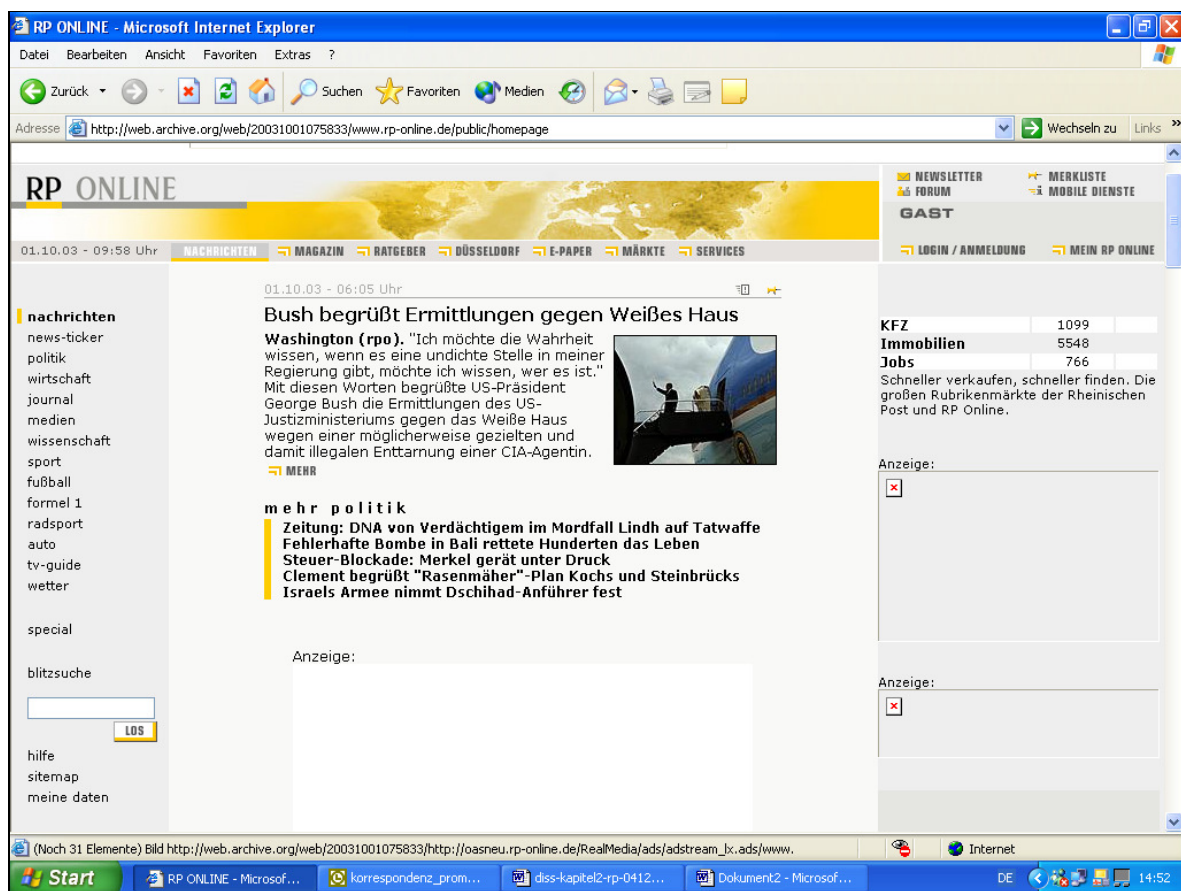 RP ONLINE - Microsoft Internet Explorer
Datei Bearbeiten Ansicht Favoriten Extras ?
Zurück Suchen Favoriten Medien
Adresse http://web.archive.org/web/20031001075833/www.rp-online.de/public/homepage Wechseln zu Links »
RP ONLINE
NEWSLETTER MERKLISTE
FORUM MOBILE DIENSTE
GAST
01.10.03 - 09:58 Uhr NACHRICHTEN MAGAZIN RATGEBER DÜSSELDORF E-PAPER MÄRKTE SERVICES
LOGIN / ANMELDUNG MEIN RP ONLINE
nachrichten
news-ticker
politik
wirtschaft
journal
medien
wissenschaft
sport
fußball
formel 1
radsport
auto
tv-guide
wetter
special
blitzsuche
LOS
hilfe
sitemap
meine daten
01.10.03 - 06:05 Uhr
Bush begrüßt Ermittlungen gegen Weißes Haus
Washington (rpo). "Ich möchte die Wahrheit
wissen, wenn es eine undichte Stelle in meiner
Regierung gibt, möchte ich wissen, wer es ist."
Mit diesen Worten begrüßte US-Präsident
George Bush die Ermittlungen des US-
Justizministeriums gegen das Weiße Haus
wegen einer möglicherweise gezielten und
damit illegalen Enttarnung einer CIA-Agentin.
MEHR
mehr politik
Zeitung: DNA von Verdächtigem im Mordfall Lindh auf Tatwaffe
Fehlerhafte Bombe in Bali rettete Hunderten das Leben
Steuer-Blockade: Merkel gerät unter Druck
Clement begrüßt "Rasenmäher"-Plan Kochs und Steinbrücks
Israels Armee nimmt Dschihad-Anführer fest
Anzeige:
KFZ 1099
Immobilien 5548
Jobs 766
Schneller verkaufen, schneller finden. Die
großen Rubrikenmärkte der Rheinischen
Post und RP Online.
Anzeige:
Anzeige:
(Noch 31 Elemente) Bild http://web.archive.org/web/20031001075833/http://oasneu.rp-online.de/RealMedia/ads/adstream_lx.ads/www. Internet
Start RP ONLINE - Microsof... korrespondenz_prom... diss-kapitel2-rp-0412... Dokument2 - Microsof... DE 14:52